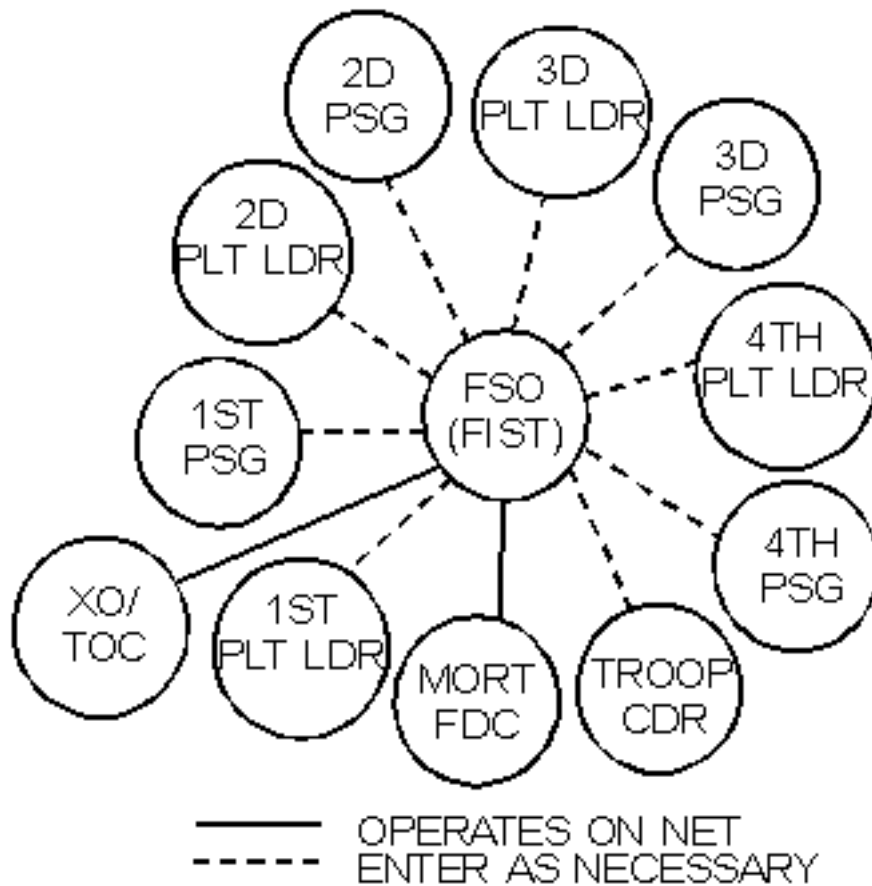 2D
PSG
3D
PLT LDR
3D
PSG
2D
PLT LDR
4TH
PLT LDR
FSO
(FIST)
1ST
PSG
4TH
PSG
XO/
TOC
1ST
PLT LDR
MORT
FDC
TROOP
CDR
OPERATES ON NET
ENTER AS NECESSARY